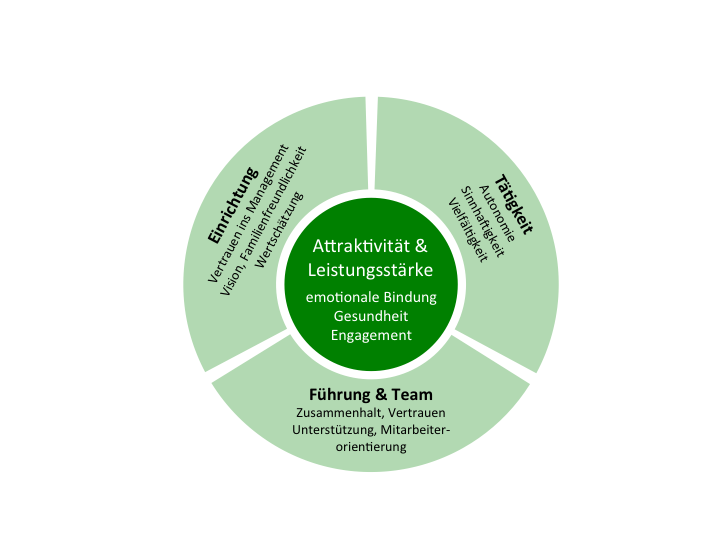 Einrichtung
Vertrauen ins Management
Vision, Familienfreundlichkeit
Wertschätzung
Tätigkeit
Autonomie
Sinnhaftigkeit
Vielfältigkeit
Attraktivität &
Leistungsstärke
emotionale Bindung
Gesundheit
Engagement
Führung & Team
Zusammenhalt, Vertrauen
Unterstützung, Mitarbeiter-
orientierung